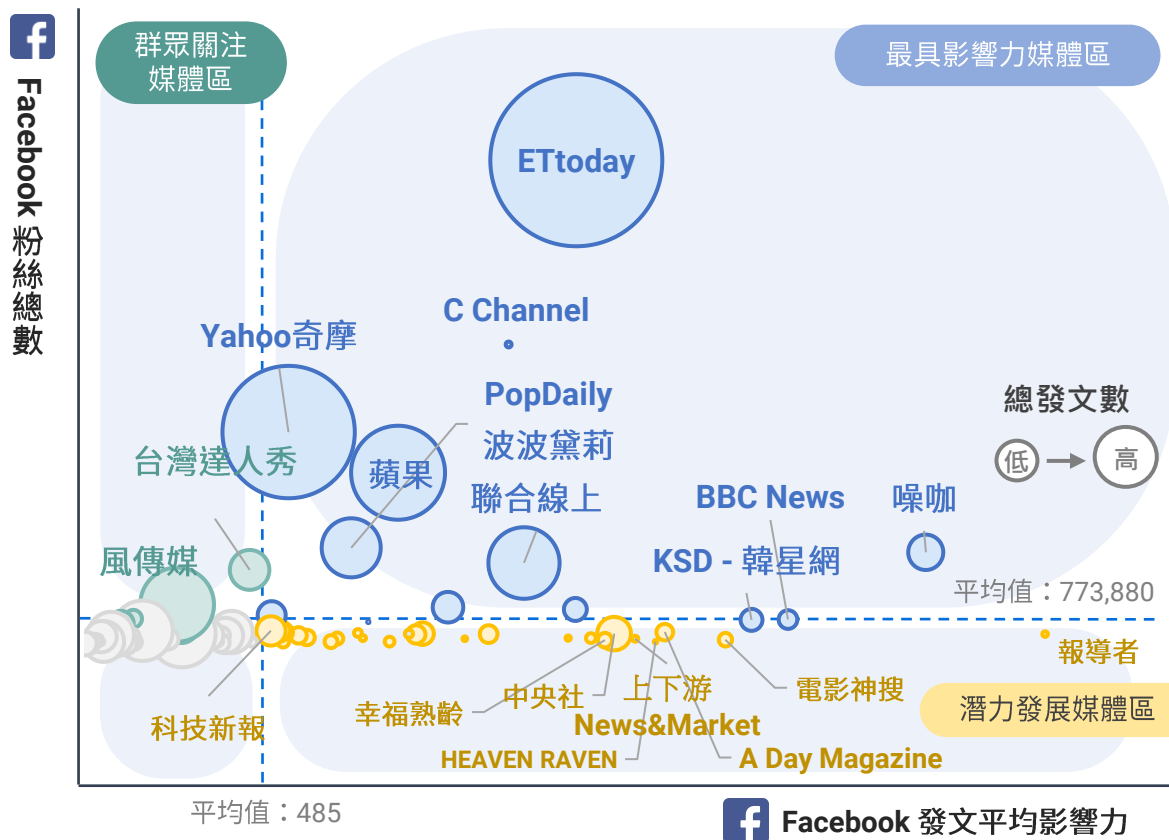 群眾關注
媒體區
最具影響力媒體區
Facebook 粉絲總數
ETtoday
C Channel
Yahoo奇摩
PopDaily
波波黛莉
總發文數
低
高
台灣達人秀
蘋果
聯合線上
BBC News
噪咖
風傳媒
KSD - 韓星網
平均值：773,880
報導者
科技新報
幸福熟齡
中央社
上下游
News&Market
電影神搜
潛力發展媒體區
HEAVEN RAVEN
A Day Magazine
平均值：485
Facebook 發文平均影響力